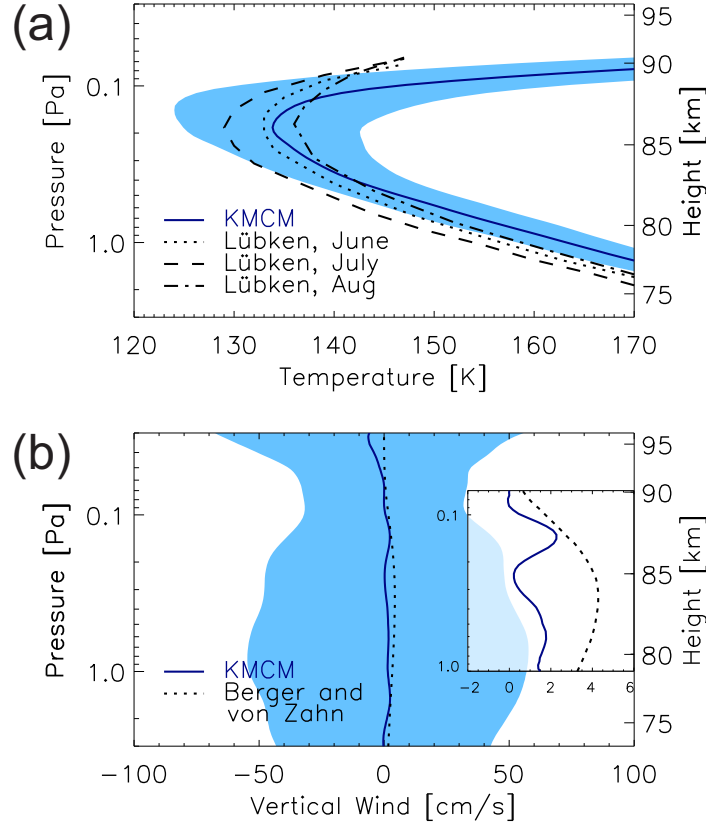 (a)
95
90
85
80
75
0.1
1.0
Pressure [Pa]
Height [km]
KMCM
Lübken, June
Lübken, July
Lübken, Aug
120 130 140 150 160 170
Temperature [K]
(b)
95
90
85
80
75
0.1
1.0
Pressure [Pa]
Height [km]
0.1
1.0
-2 0 2 4 6
KMCM
Berger and
von Zahn
-100 -50 0 50 100
Vertical Wind [cm/s]